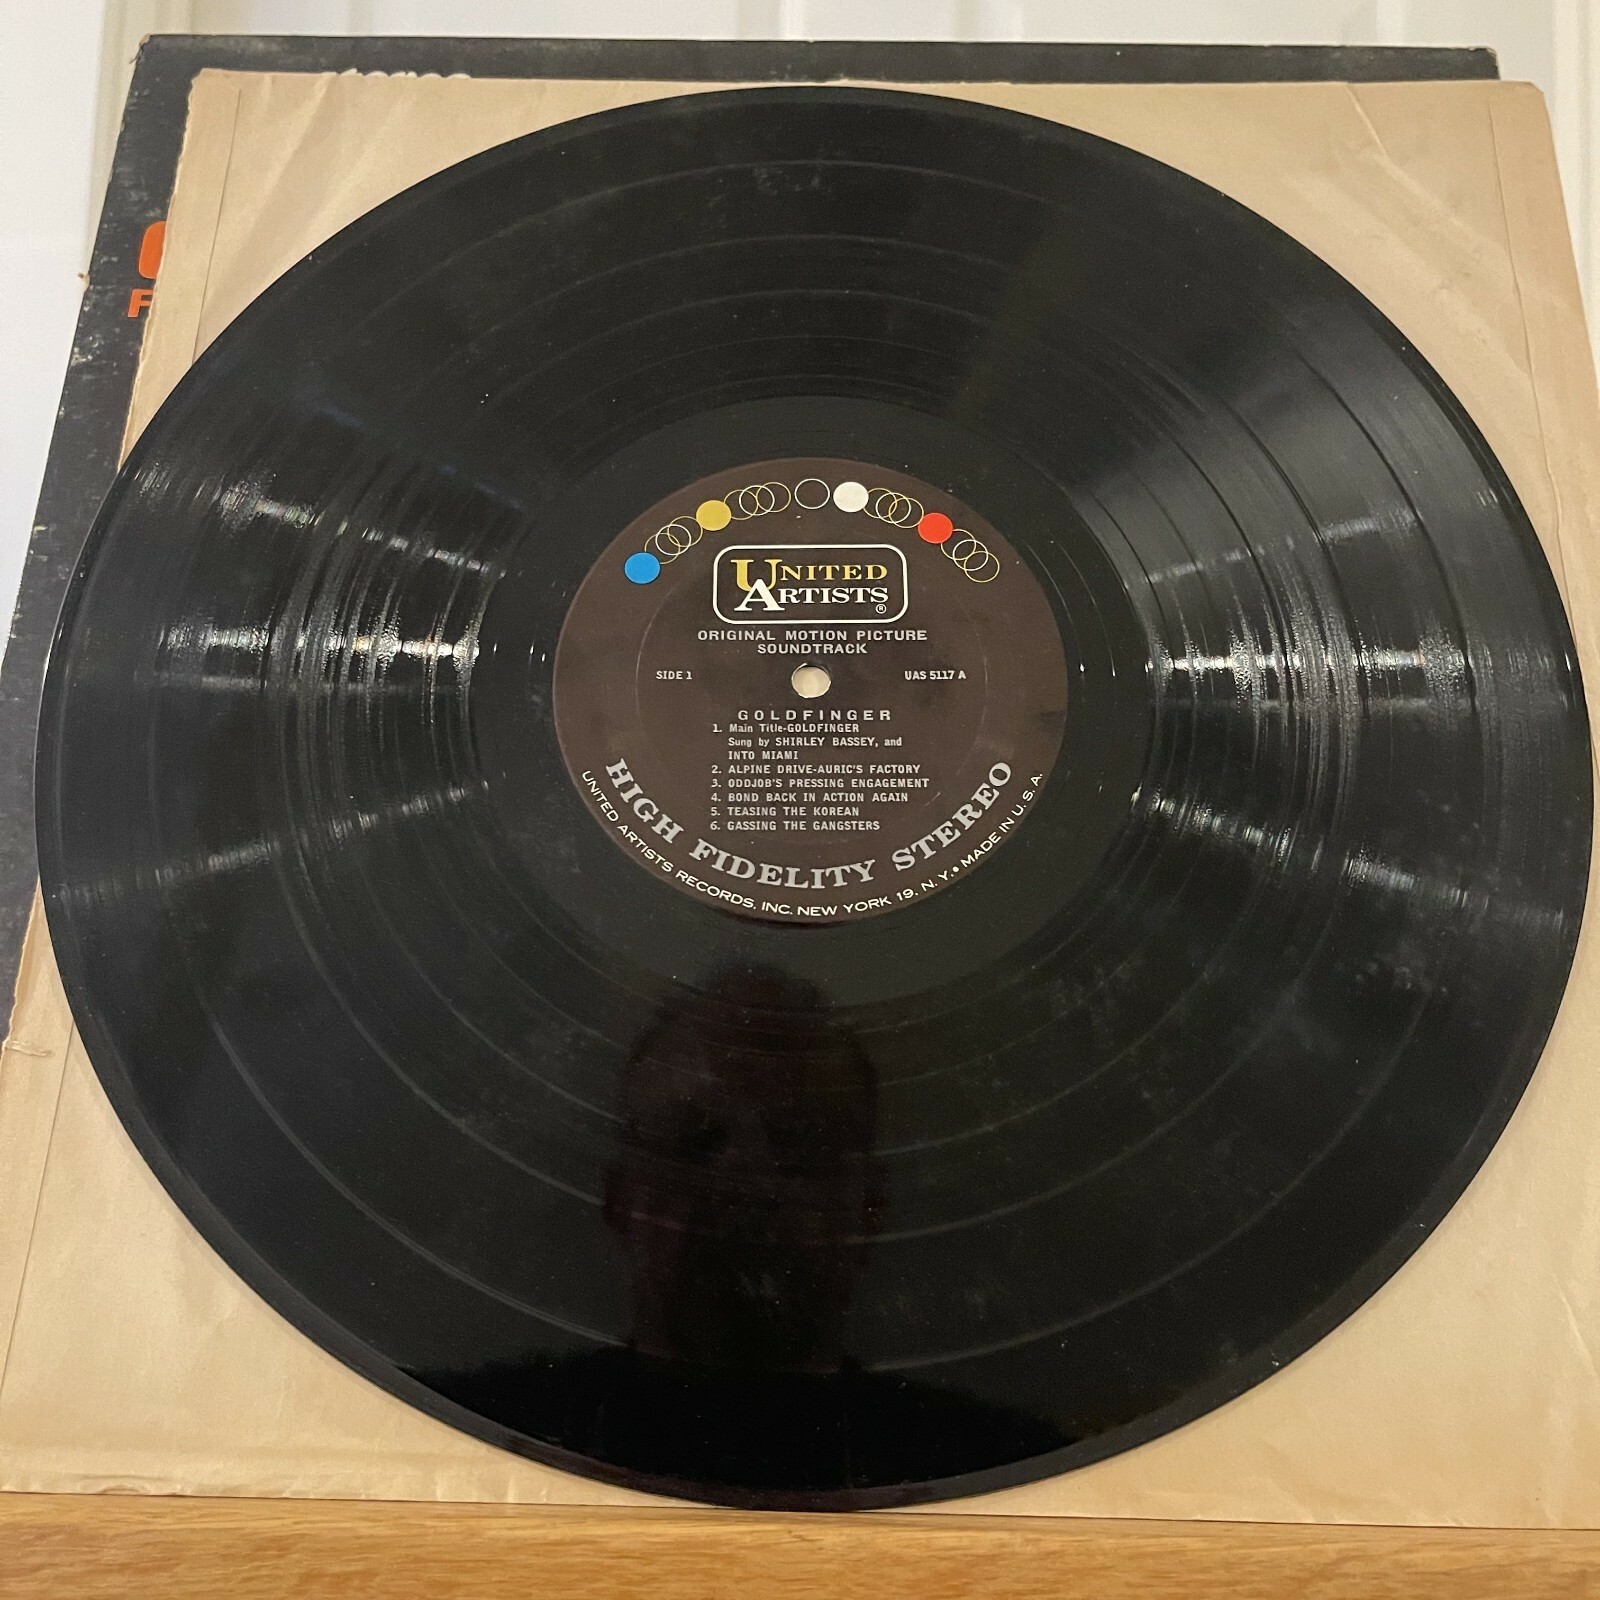 F
UNITED
ARTISTS
®
ORIGINAL MOTION PICTURE
SOUNDTRACK
SIDE 1
UAS 5117 A
GOLDFINGER
1. Main Title-GOLDFINGER
Sung by SHIRLEY BASSEY, and
INTO MIAMI
2. ALPINE DRIVE-AURIC'S FACTORY
3. ODDJOB'S PRESSING ENGAGEMENT
4. BOND BACK IN ACTION AGAIN
5. TEASING THE KOREAN
6. GASSING THE GANGSTERS
HIGH FIDELITY STEREO
UNITED ARTISTS RECORDS, INC. NEW YORK 19, N. Y. • MADE IN U. S. A.